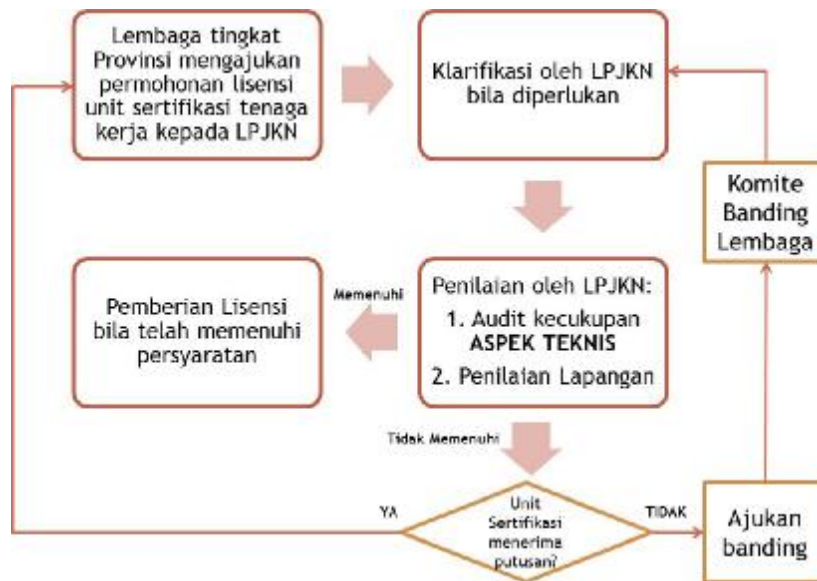 Lembaga tingkat
Provinsi mengajukan
permohonan lisensi
unit sertifikasi tenaga
kerja kepada LPJKN
Klarifikasi oleh LPJKN
bila diperlukan
Komite
Banding
Lembaga
Pemberian Lisensi
bila telah memenuhi
persyaratan
Memenuhi
Penilaian oleh LPJKN:
1. Audit kecukupan
ASPEK TEKNIS
2. Penilaian Lapangan
Tidak Memenuhi
YA
Unit
Sertifikasi
menerima
putusan?
TIDAK
Ajukan
banding